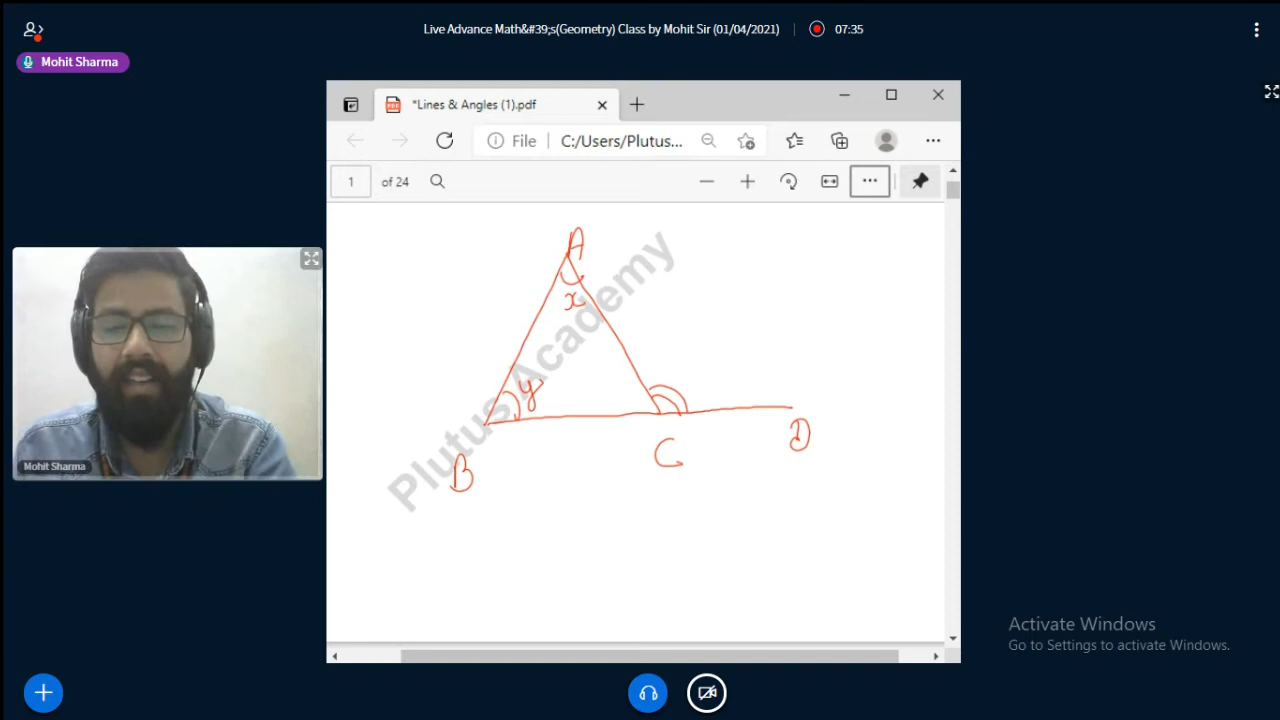 Live Advance Math&#39;s(Geometry) Class by Mohit Sir (01/04/2021)
07:35
Mohit Sharma
*Lines & Angles (1).pdf
File
C:/Users/Plutus...
1 of 24
A
x
y
B
C
D
Plutus Academy
Mohit Sharma
Activate Windows
Go to Settings to activate Windows.